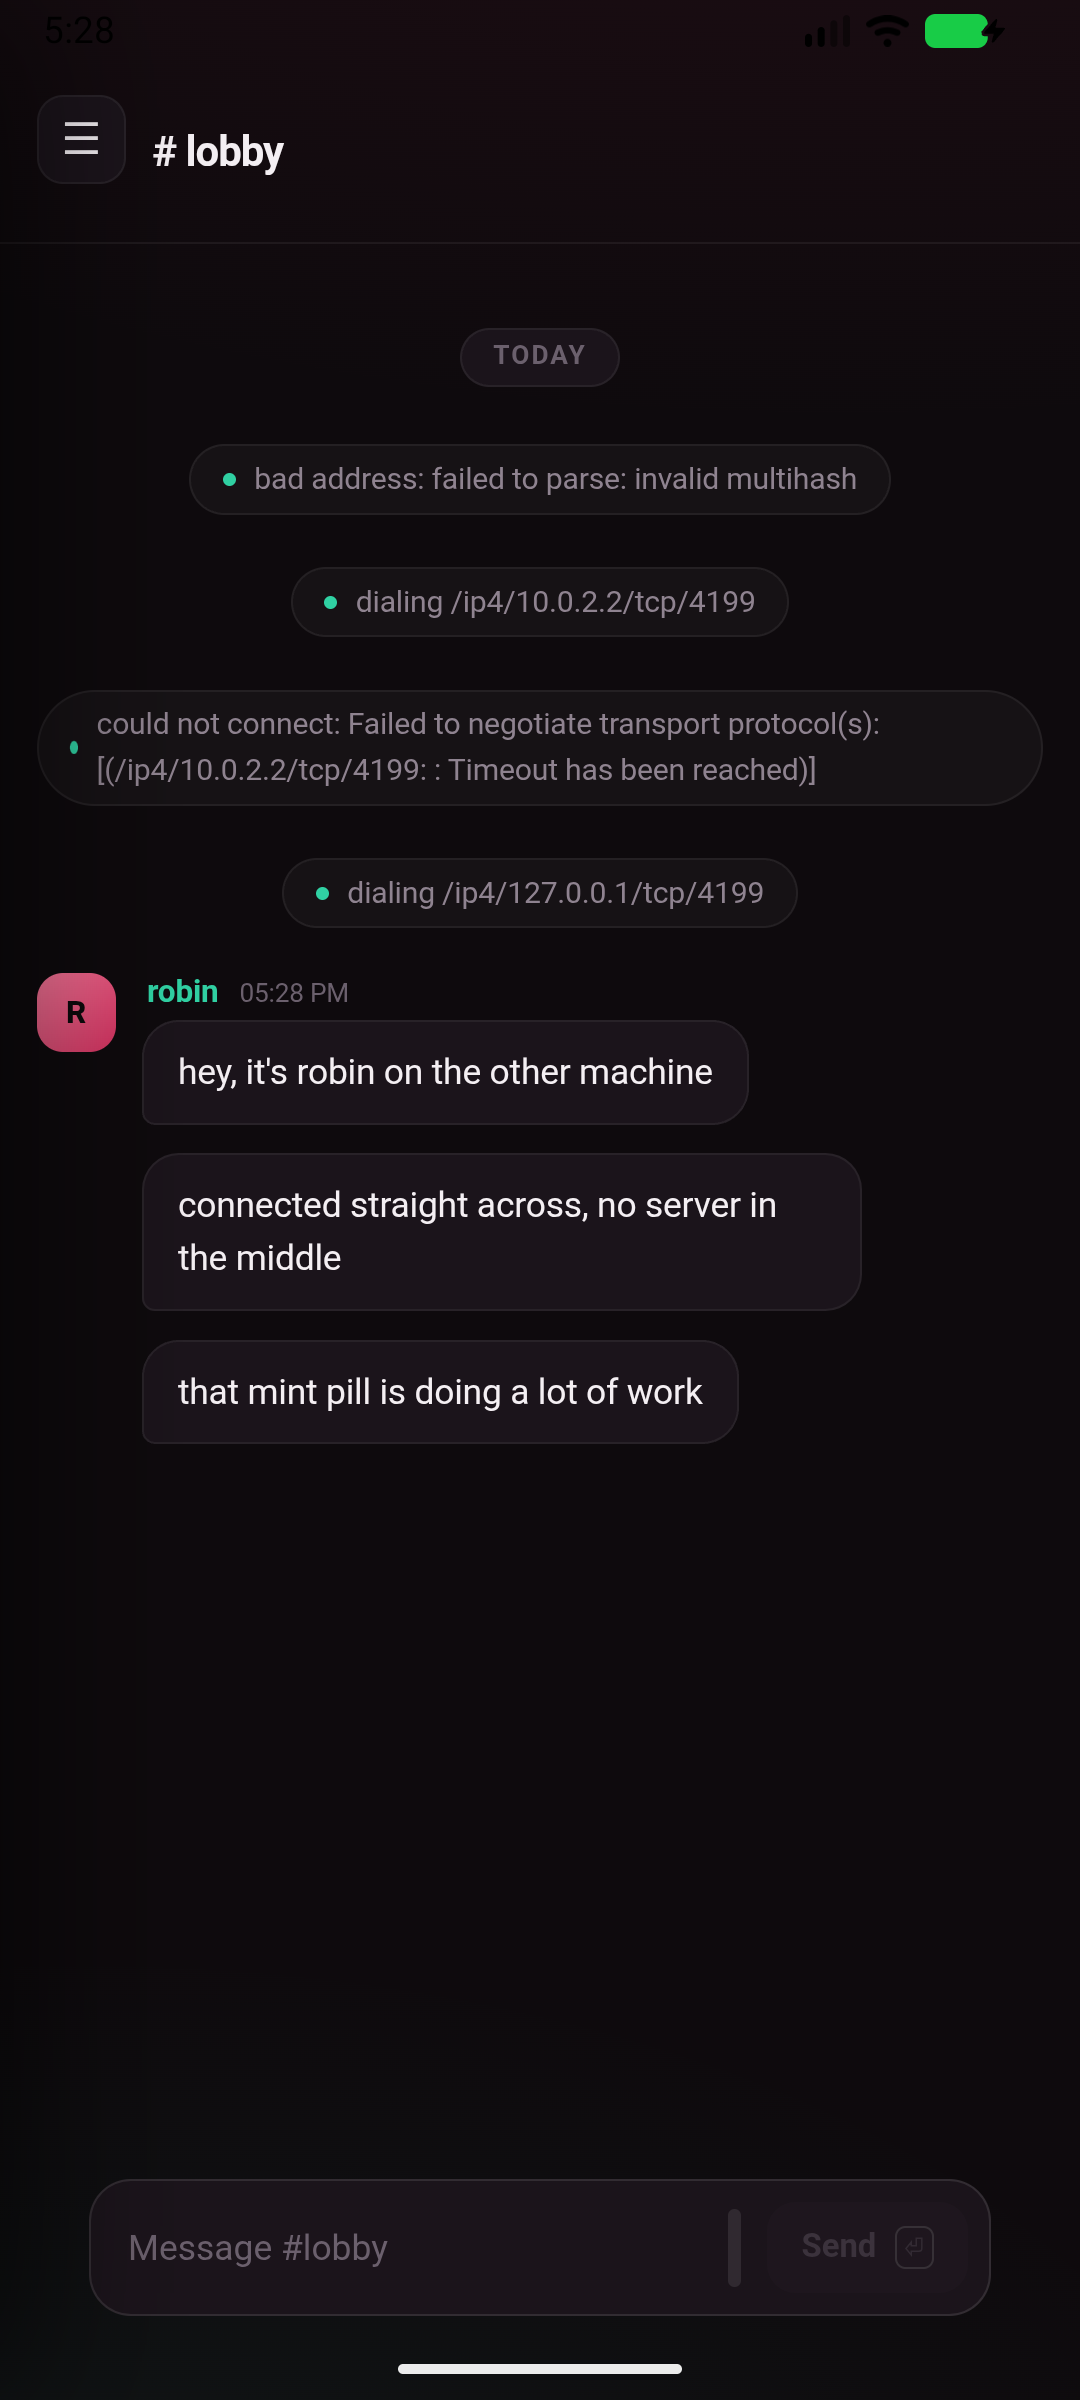 5:28
# lobby
TODAY
bad address: failed to parse: invalid multihash
dialing /ip4/10.0.2.2/tcp/4199
could not connect: Failed to negotiate transport protocol(s):
[(/ip4/10.0.2.2/tcp/4199: : Timeout has been reached)]
dialing /ip4/127.0.0.1/tcp/4199
R
robin 05:28 PM
hey, it's robin on the other machine
connected straight across, no server in
the middle
that mint pill is doing a lot of work
Message #lobby
Send